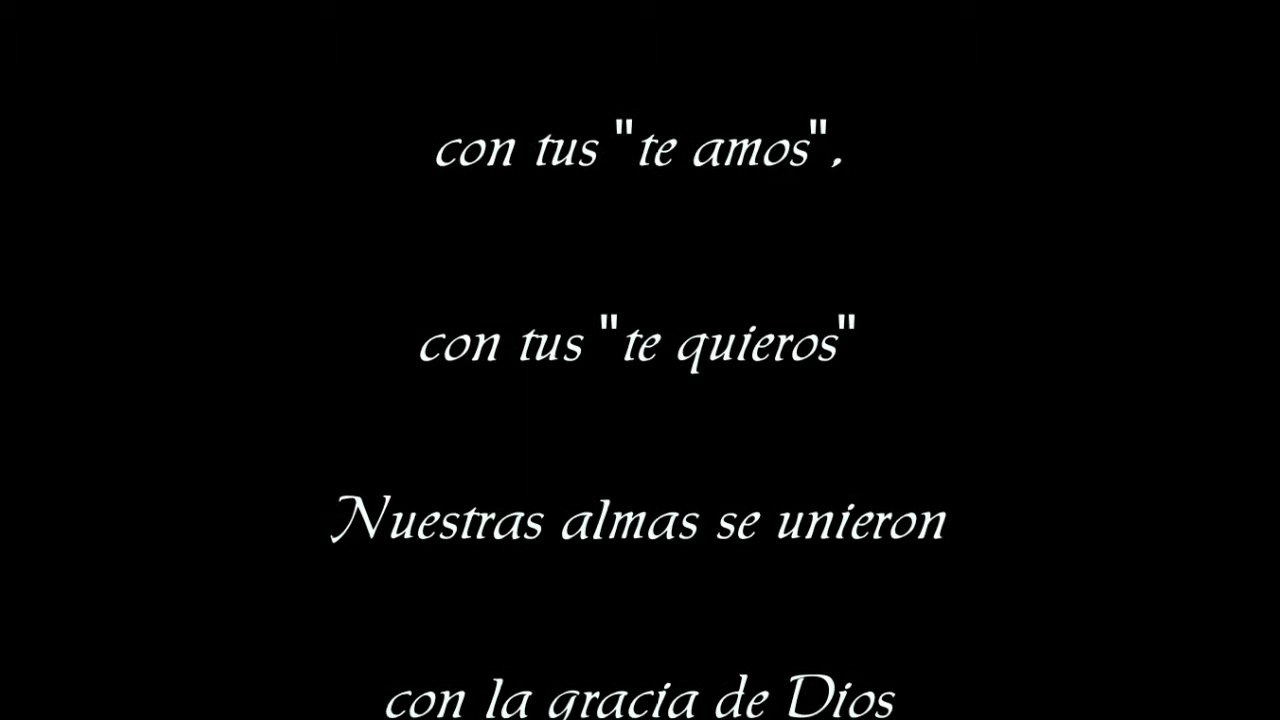 con tus "te amos",
con tus "te quieros"
Nuestras almas se unieron
con la gracia de Dios